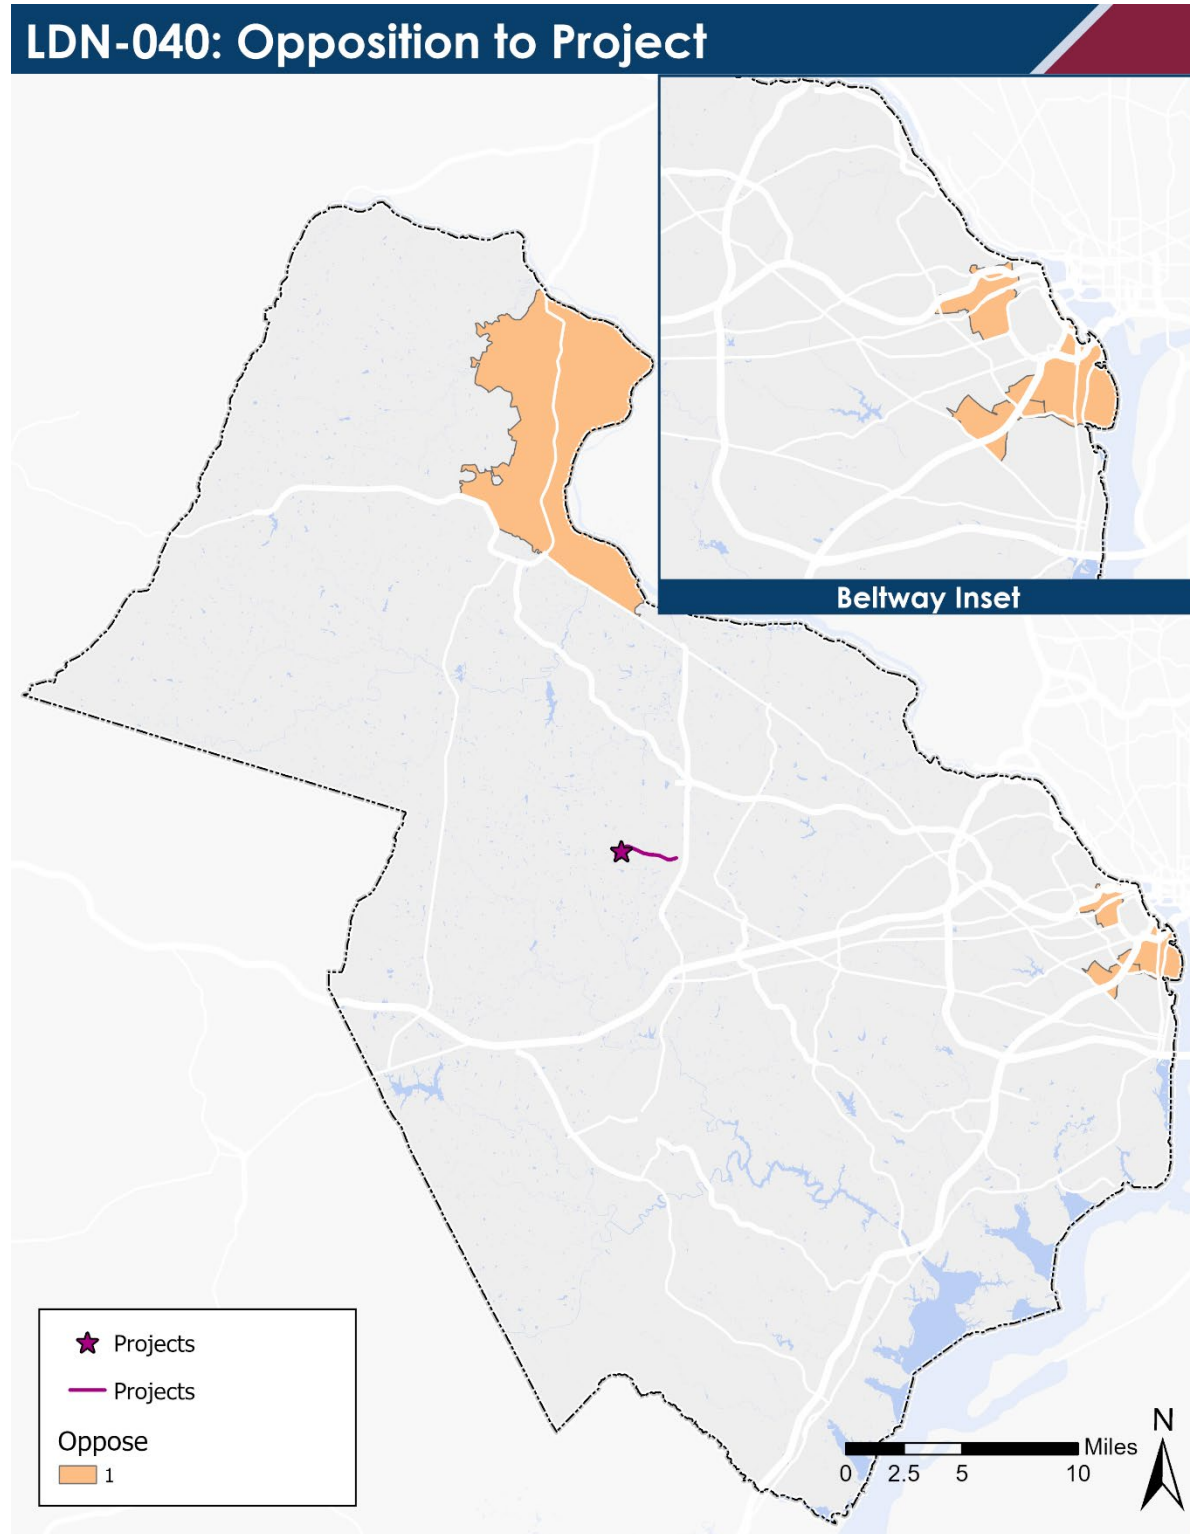 LDN-040: Opposition to Project
Beltway Inset
Projects
Projects
Oppose
1
N
Miles
0 2.5 5 10